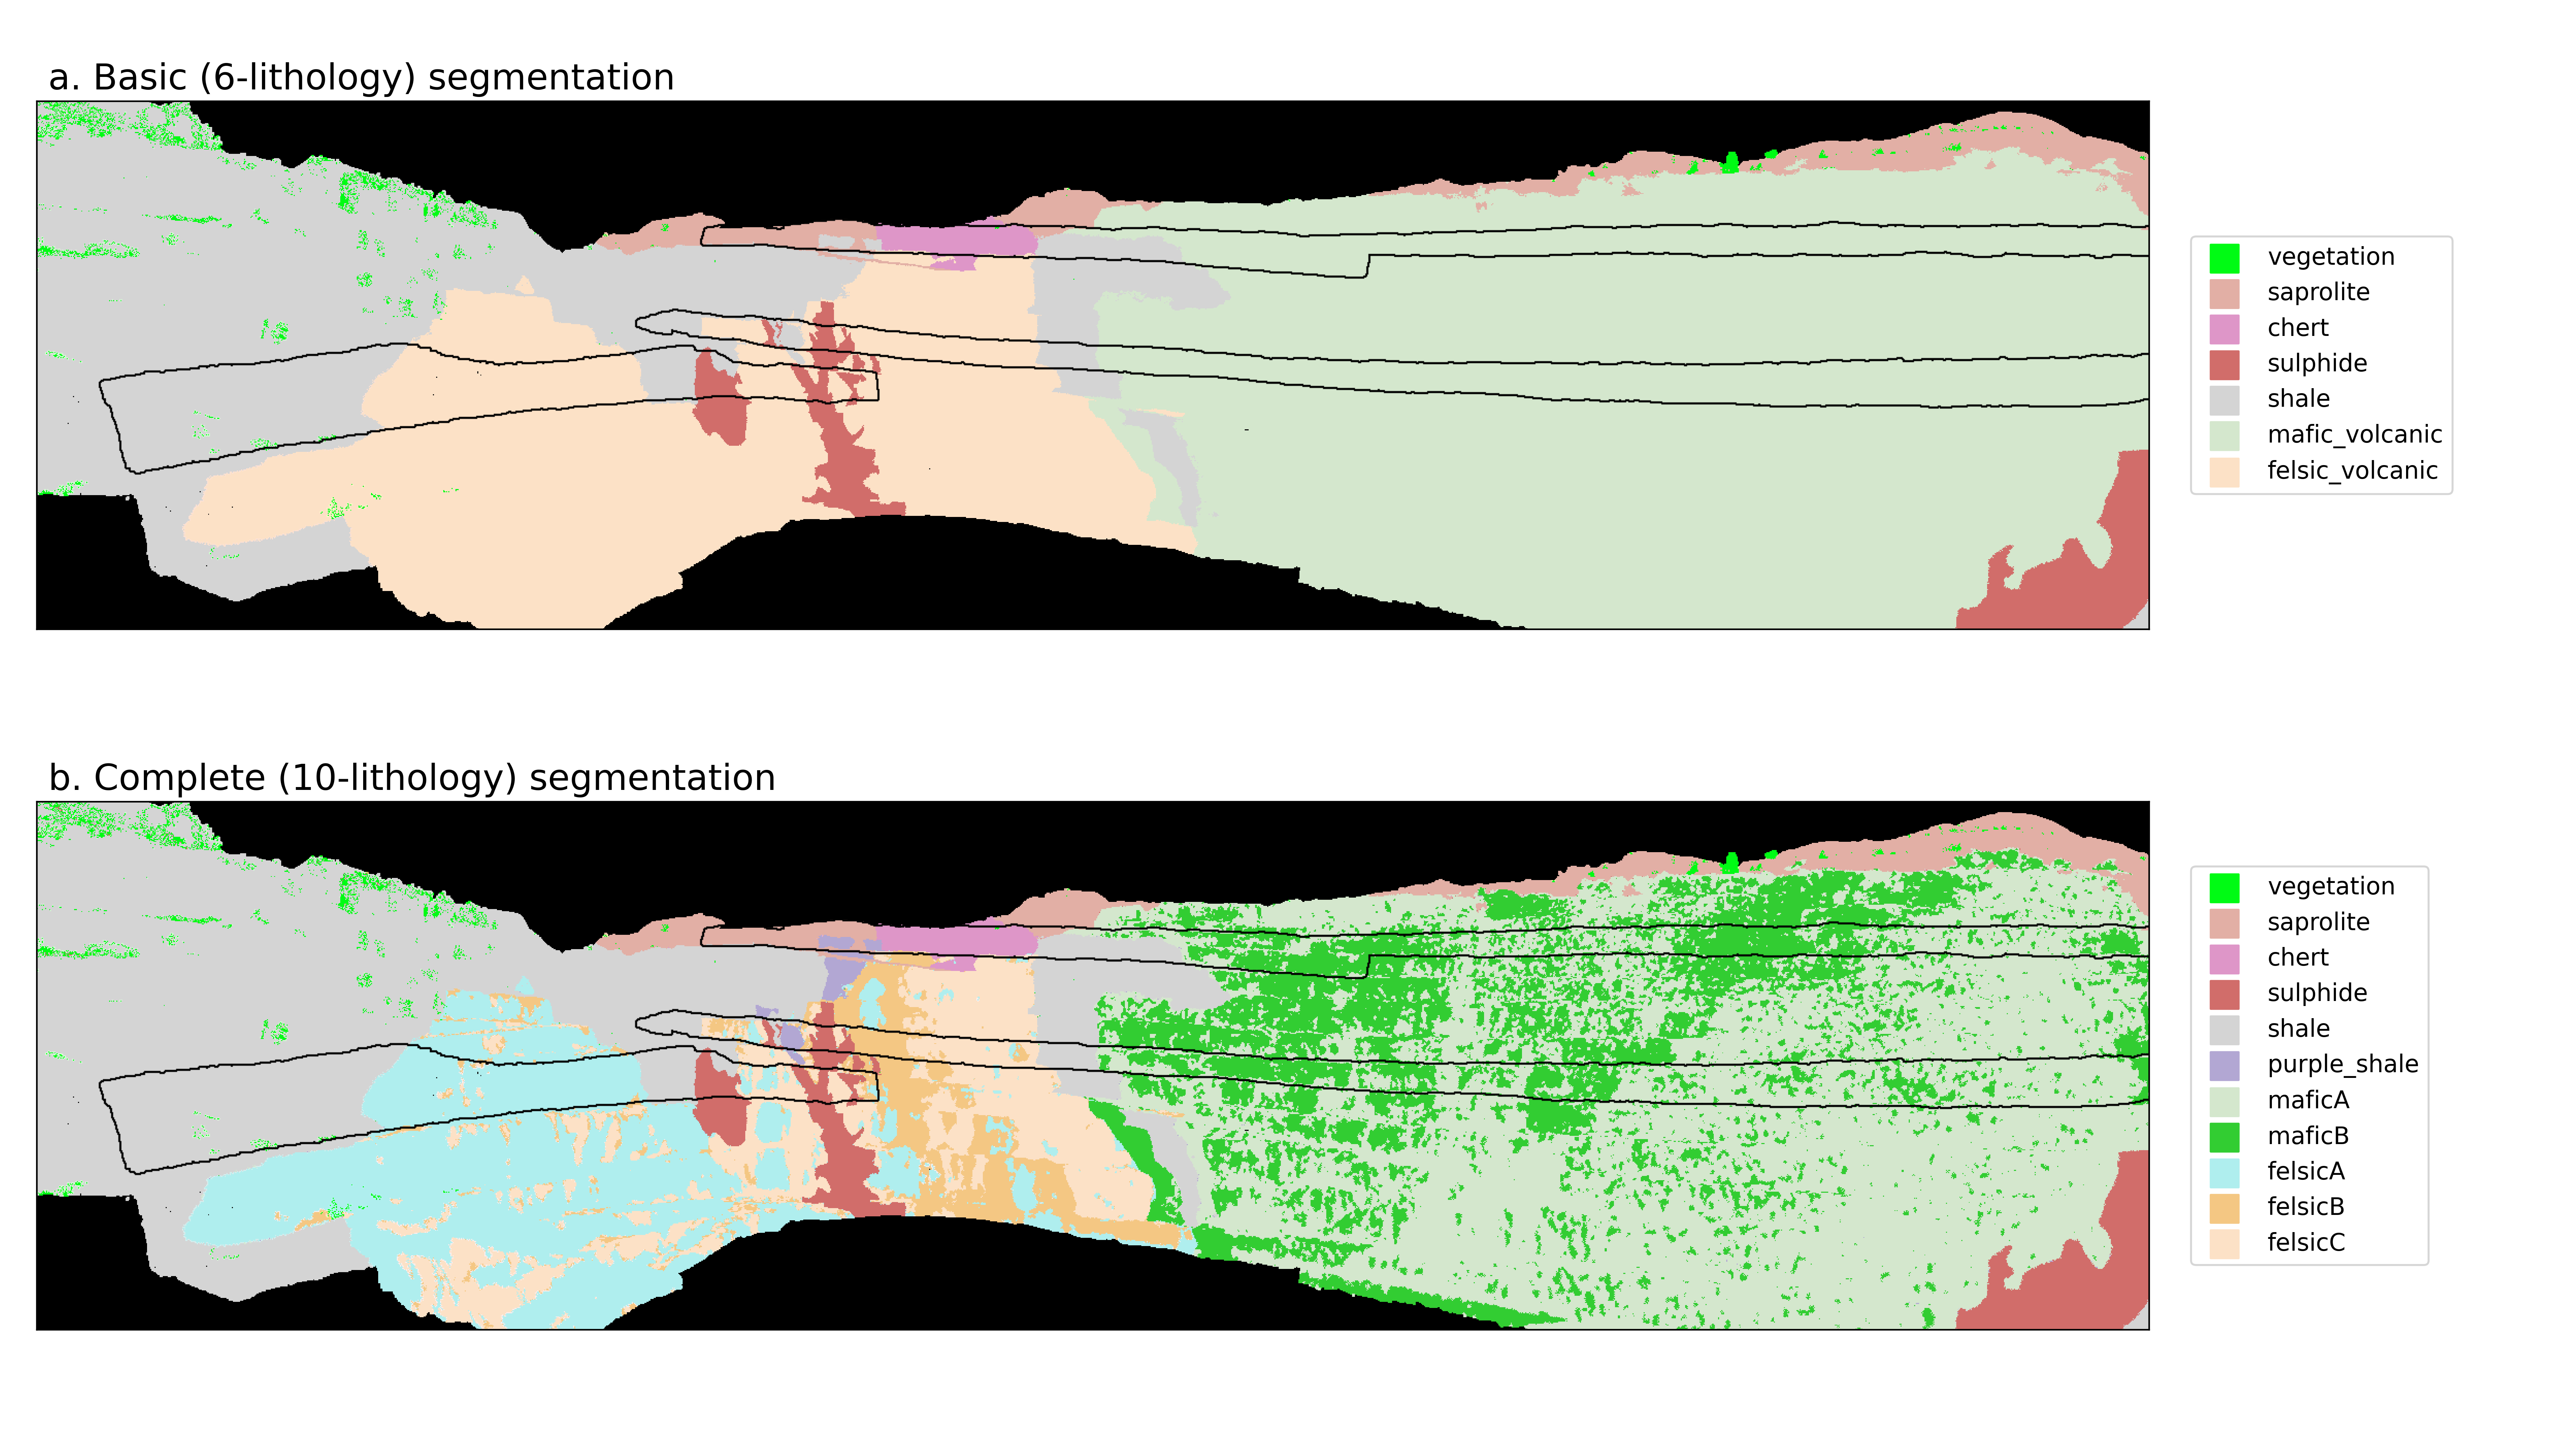 a. Basic (6-lithology) segmentation
vegetation
saprolite
chert
sulphide
shale
mafic_volcanic
felsic_volcanic
b. Complete (10-lithology) segmentation
vegetation
saprolite
chert
sulphide
shale
purple_shale
maficA
maficB
felsicA
felsicB
felsicC